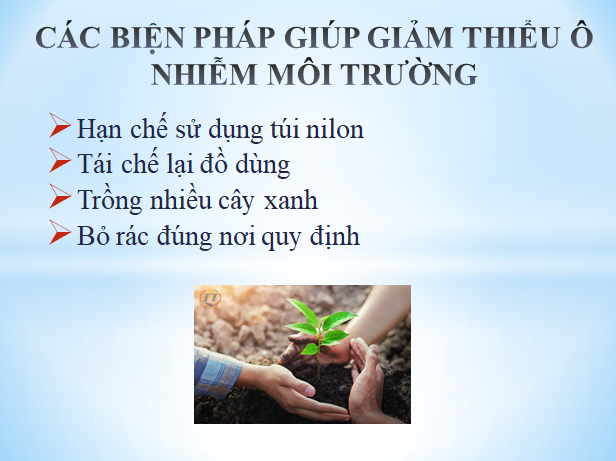 CÁC BIỆN PHÁP GIÚP GIẢM THIỂU Ô
NHIỄM MÔI TRƯỜNG
Hạn chế sử dụng túi nilon
Tái chế lại đồ dùng
Trồng nhiều cây xanh
Bỏ rác đúng nơi quy định